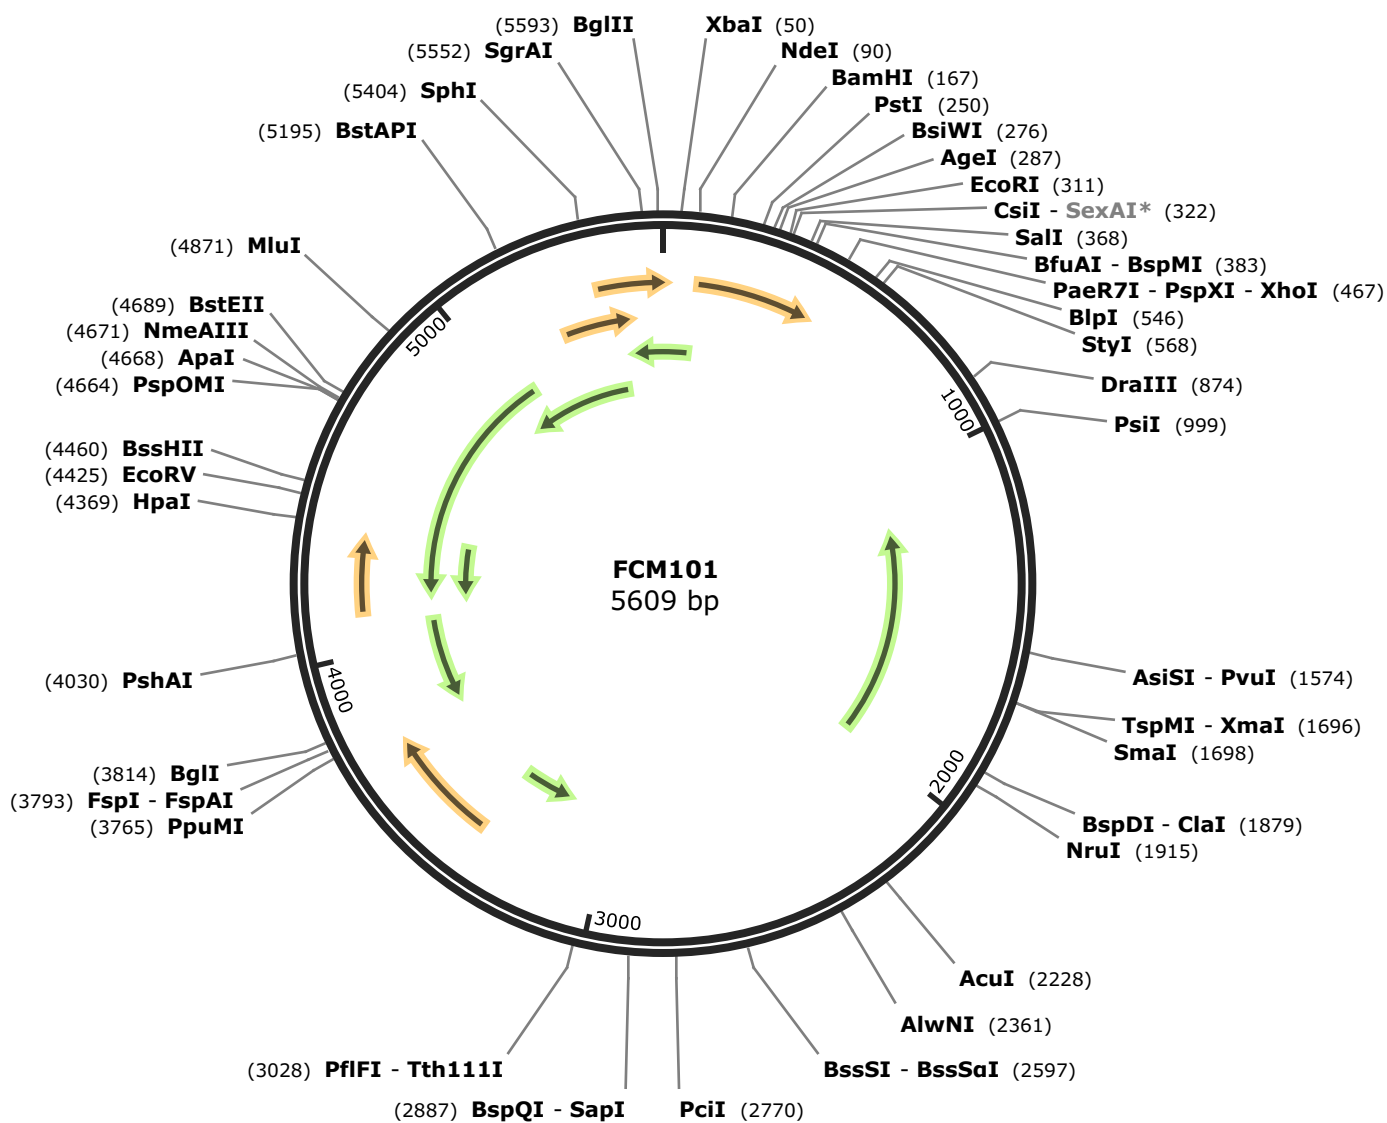 (5593) BglII
XbaI (50)
(5552) SgrAI
NdeI (90)
(5404) SphI
BamHI (167)
(5195) BstAPI
PstI (250)
BsiWI (276)
AgeI (287)
EcoRI (311)
CsiI - SexAI* (322)
SalI (368)
BfuAI - BspMI (383)
PaeR7I - PspXI - XhoI (467)
BlpI (546)
StyI (568)
DraIII (874)
PsiI (999)
(4871) MluI
(4689) BstEII
(4671) NmeAIII
(4668) ApaI
(4664) PspOMI
(4460) BssHII
(4425) EcoRV
(4369) HpaI
5000
1000
FCM101
5609 bp
(4030) PshAI
4000
AsiSI - PvuI (1574)
TspMI - XmaI (1696)
SmaI (1698)
2000
(3814) BglI
(3793) FspI - FspAI
(3765) PpuMI
BspDI - ClaI (1879)
NruI (1915)
3000
AcuI (2228)
AlwNI (2361)
(3028) PflFI - Tth111I
BssSI - BssSαI (2597)
(2887) BspQI - SapI
PciI (2770)